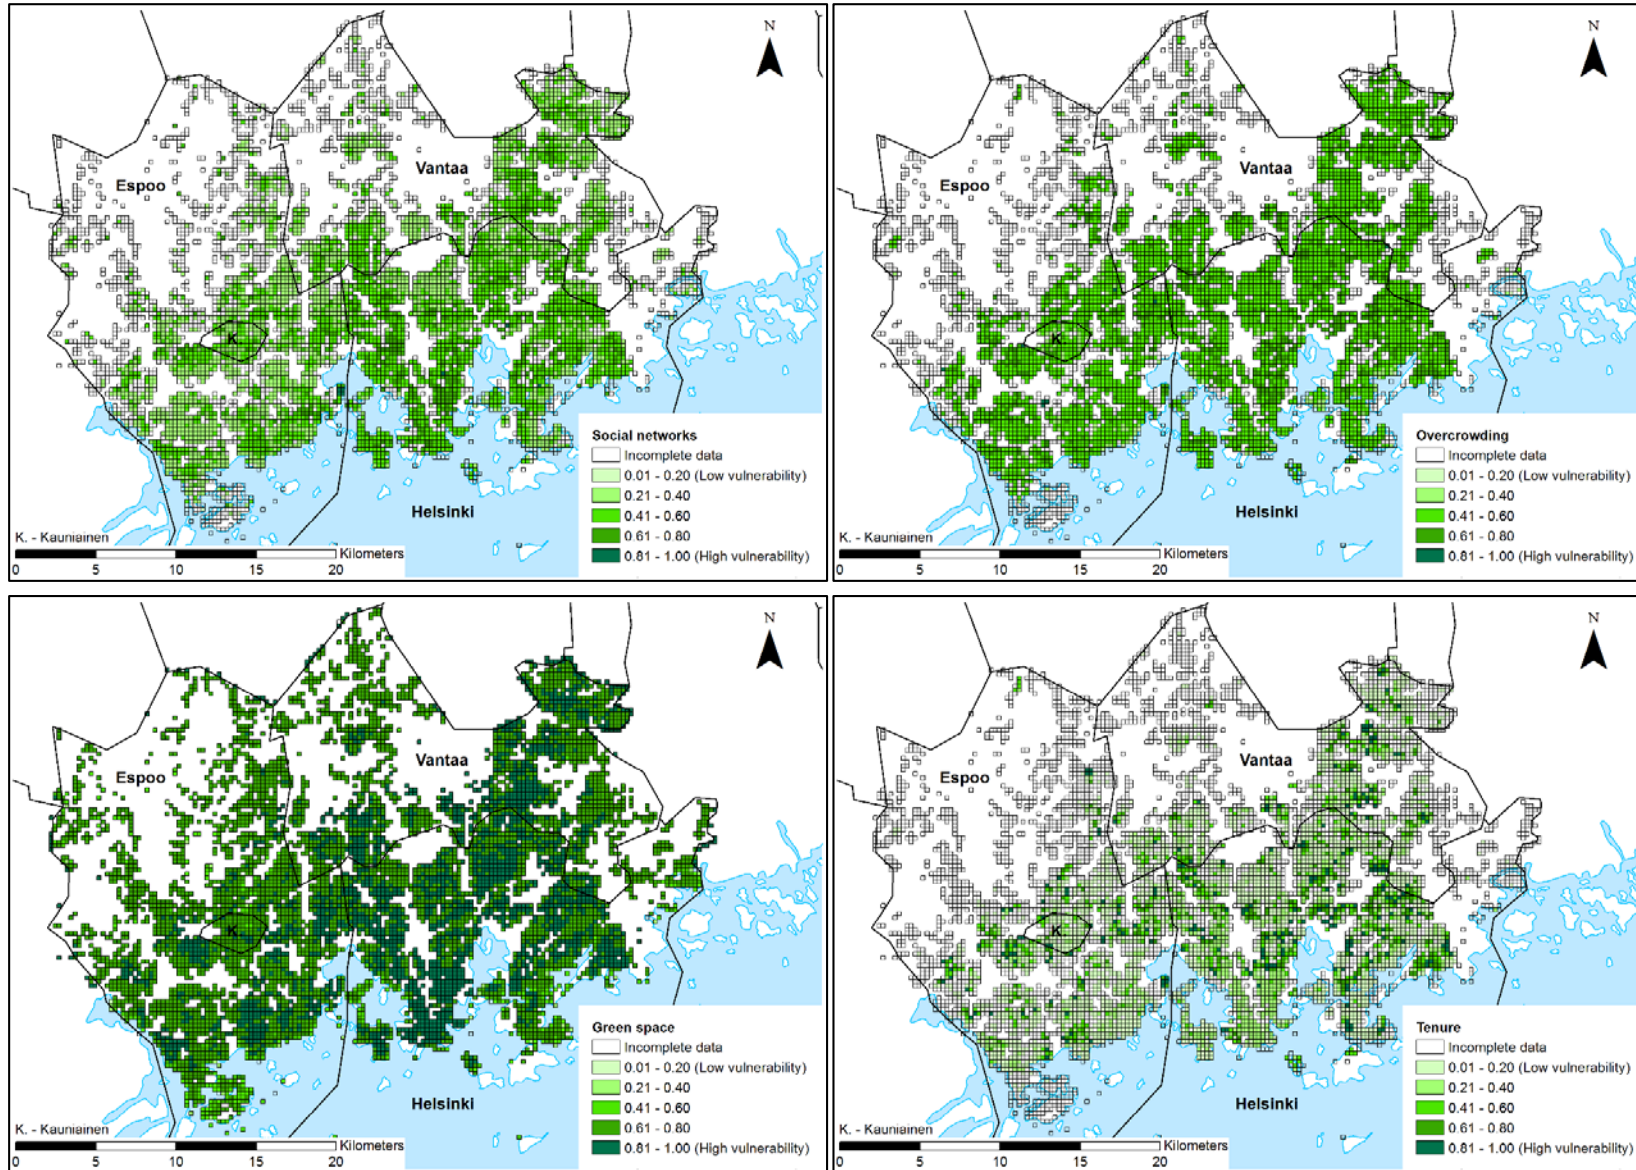 N
Espoo
Vantaa
K
Helsinki
Social networks
Incomplete data
0.01 - 0.20 (Low vulnerability)
0.21 - 0.40
0.41 - 0.60
0.61 - 0.80
0.81 - 1.00 (High vulnerability)
K. - Kauniainen
Kilometers
0 5 10 15 20
N
Espoo
Vantaa
K
Helsinki
Overcrowding
Incomplete data
0.01 - 0.20 (Low vulnerability)
0.21 - 0.40
0.41 - 0.60
0.61 - 0.80
0.81 - 1.00 (High vulnerability)
K. - Kauniainen
Kilometers
0 5 10 15 20
N
Espoo
Vantaa
K
Helsinki
Green space
Incomplete data
0.01 - 0.20 (Low vulnerability)
0.21 - 0.40
0.41 - 0.60
0.61 - 0.80
0.81 - 1.00 (High vulnerability)
K. - Kauniainen
Kilometers
0 5 10 15 20
N
Espoo
Vantaa
K
Helsinki
Tenure
Incomplete data
0.01 - 0.20 (Low vulnerability)
0.21 - 0.40
0.41 - 0.60
0.61 - 0.80
0.81 - 1.00 (High vulnerability)
K. - Kauniainen
Kilometers
0 5 10 15 20